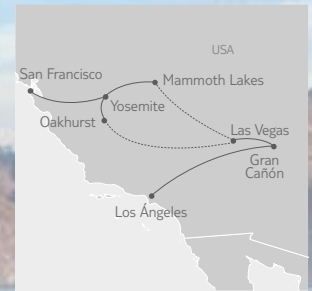 USA
San Francisco
Mammoth Lakes
Yosemite
Oakhurst
Las Vegas
Gran
Cañón
Los Ángeles